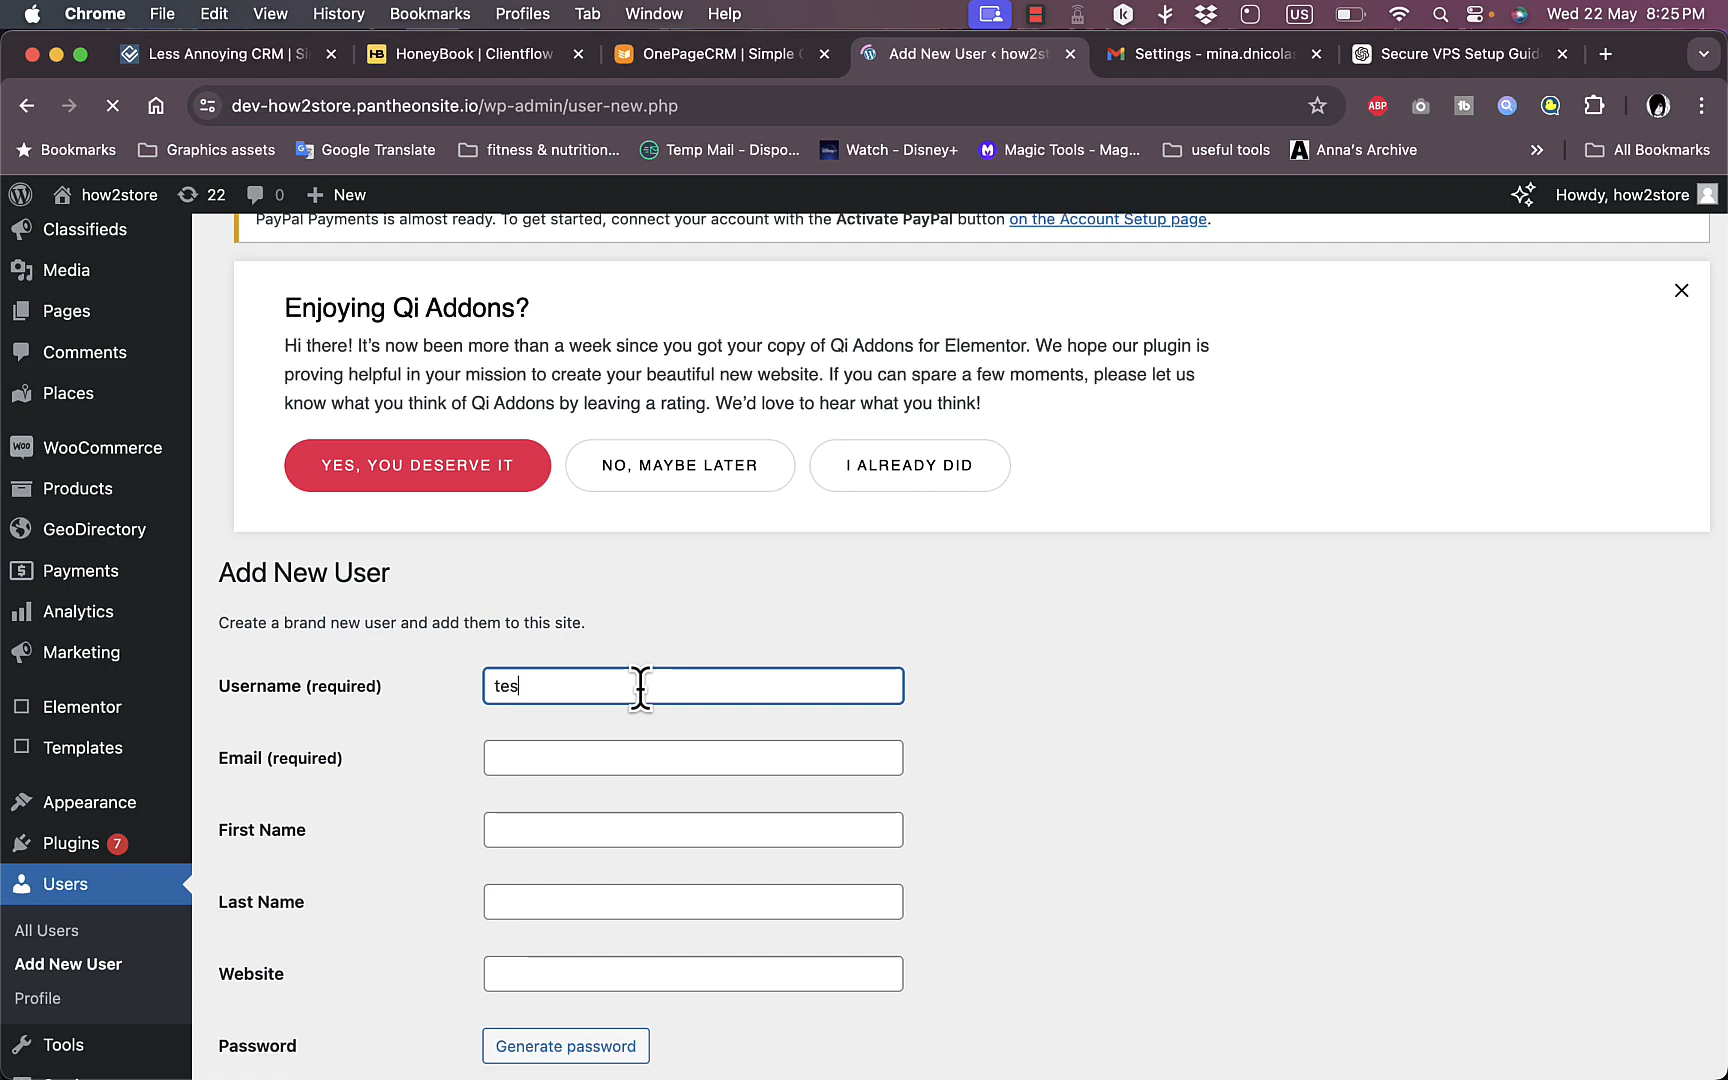 Chrome File Edit View History Bookmarks Profiles Tab Window Help US Wed 22 May 8:25 PM
Less Annoying CRM | Si HB HoneyBook | Clientflow OnePageCRM | Simple Add New User ‹ how2st Settings - mina.dnicolas Secure VPS Setup Guid
dev-how2store.pantheonsite.io/wp-admin/user-new.php ABP tb
Bookmarks Graphics assets Google Translate fitness & nutrition... Temp Mail - Dispo... Watch - Disney+ Magic Tools - Mag... useful tools Anna's Archive All Bookmarks
how2store 22 0 New Howdy, how2store
Classifieds
Media
Pages
Comments
Places
WooCommerce
Products
GeoDirectory
Payments
Analytics
Marketing
Elementor
Templates
Appearance
Plugins 7
Users
All Users
Add New User
Profile
Tools
PayPal Payments is almost ready. To get started, connect your account with the Activate PayPal button on the Account Setup page.
Enjoying Qi Addons?
Hi there! It's now been more than a week since you got your copy of Qi Addons for Elementor. We hope our plugin is
proving helpful in your mission to create your beautiful new website. If you can spare a few moments, please let us
know what you think of Qi Addons by leaving a rating. We'd love to hear what you think!
YES, YOU DESERVE IT NO, MAYBE LATER I ALREADY DID
Add New User
Create a brand new user and add them to this site.
Username (required) tes
Email (required)
First Name
Last Name
Website
Password Generate password